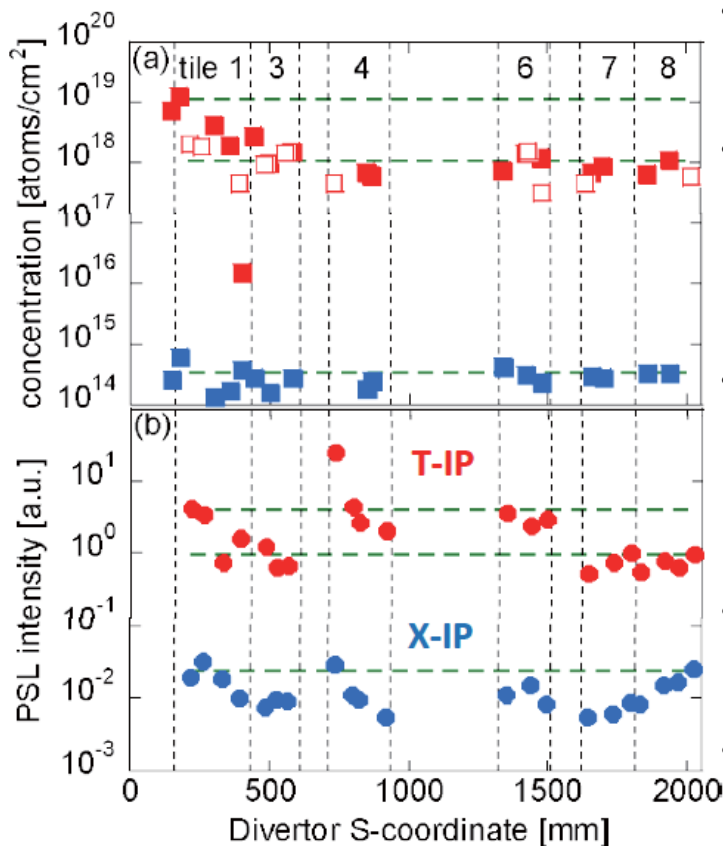 10^20
(a) tile 1 3 4 6 7 8
10^19
10^18
10^17
10^16
10^15
10^14
concentration [atoms/cm^2]
(b)
10^1
10^0
10^-1
10^-2
10^-3
PSL intensity [a.u.]
T-IP
X-IP
0 500 1000 1500 2000
Divertor S-coordinate [mm]